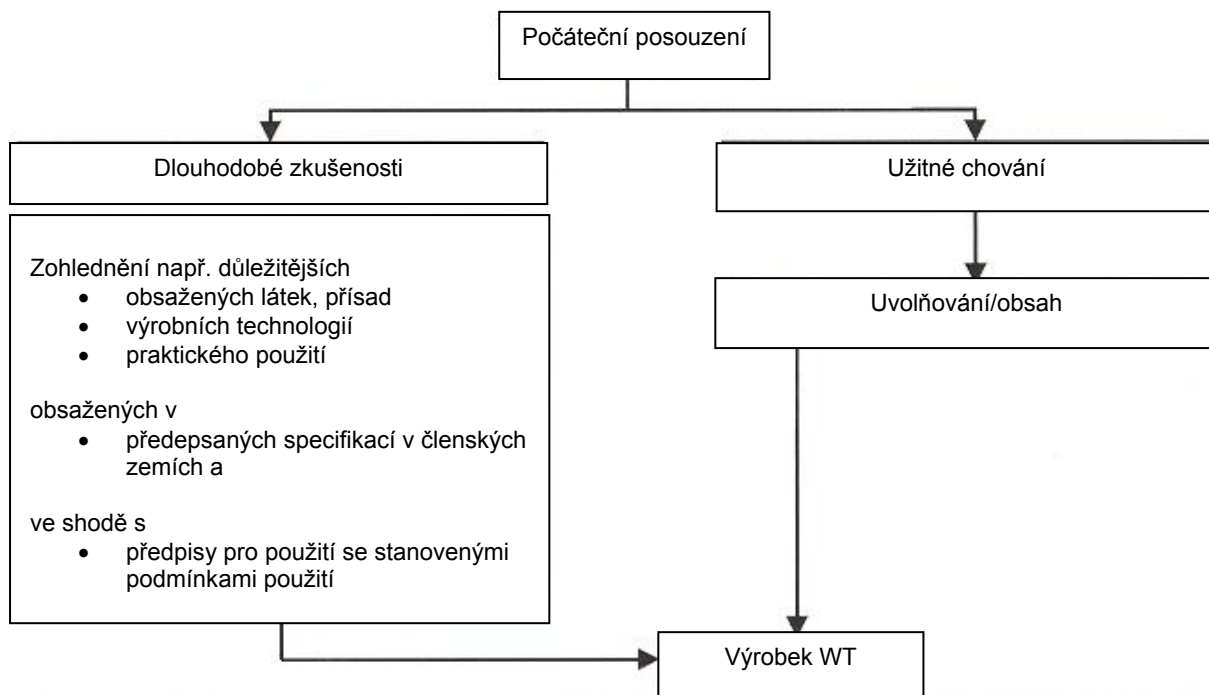 Počáteční posouzení
Dlouhodobé zkušenosti
Užitné chování
Zohlednění např. důležitějších
• obsažených látek, přísad
• výrobních technologií
• praktického použití
obsažených v
• předepsaných specifikací v členských
zemích a
ve shodě s
• předpisy pro použití se stanovenými
podmínkami použití
Uvolňování/obsah
Výrobek WT